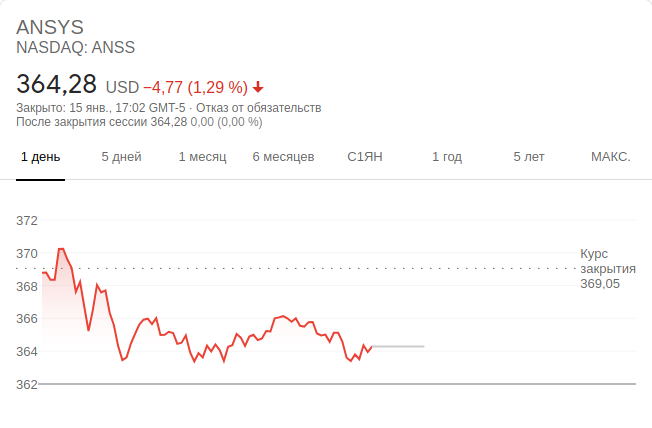 ANSYS
NASDAQ: ANSS
364,28 USD −4,77 (1,29 %)
Закрыто: 15 янв., 17:02 GMT-5 · Отказ от обязательств
После закрытия сессии 364,28 0,00 (0,00 %)
1 день 5 дней 1 месяц 6 месяцев С1ЯН 1 год 5 лет МАКС.
372
370
Курс
закрытия
369,05
368
366
364
362